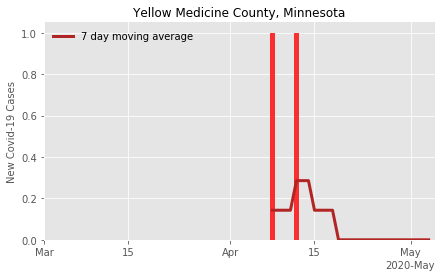 Yellow Medicine County, Minnesota
7 day moving average
New Covid-19 Cases
1.0
0.8
0.6
0.4
0.2
0.0
Mar
15
Apr
15
May
2020-May